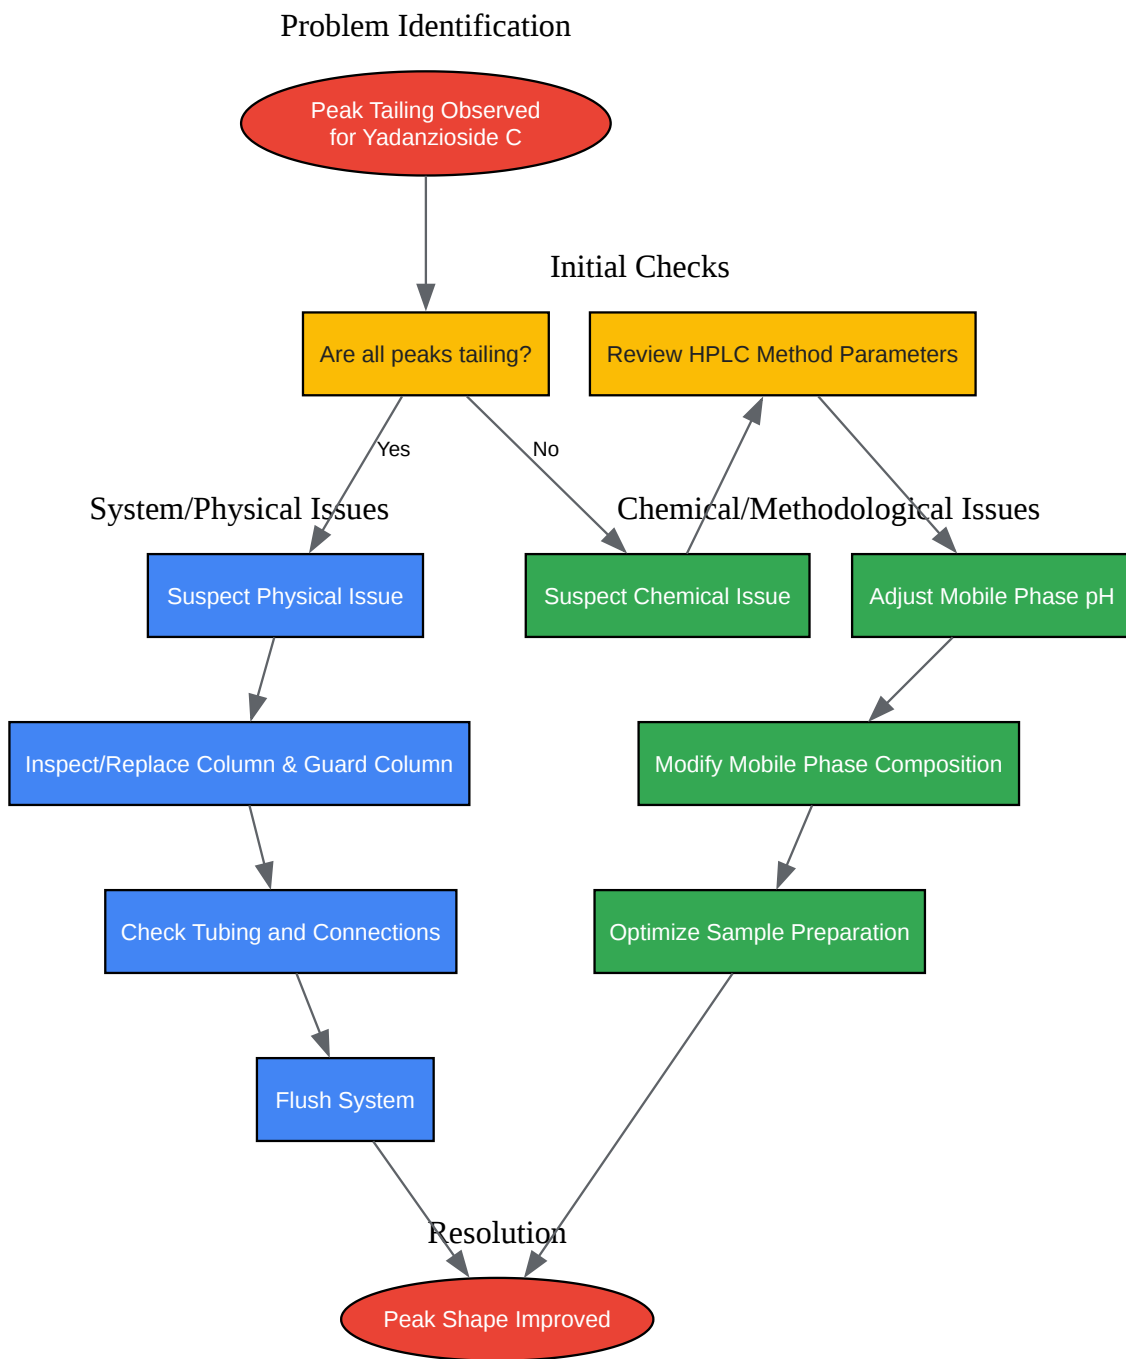 Problem Identification
Peak Tailing Observed
for Yadanzioside C
Initial Checks
Are all peaks tailing?
Review HPLC Method Parameters
Yes
No
System/Physical Issues
Chemical/Methodological Issues
Suspect Physical Issue
Suspect Chemical Issue
Adjust Mobile Phase pH
Inspect/Replace Column & Guard Column
Modify Mobile Phase Composition
Check Tubing and Connections
Optimize Sample Preparation
Flush System
Resolution
Peak Shape Improved